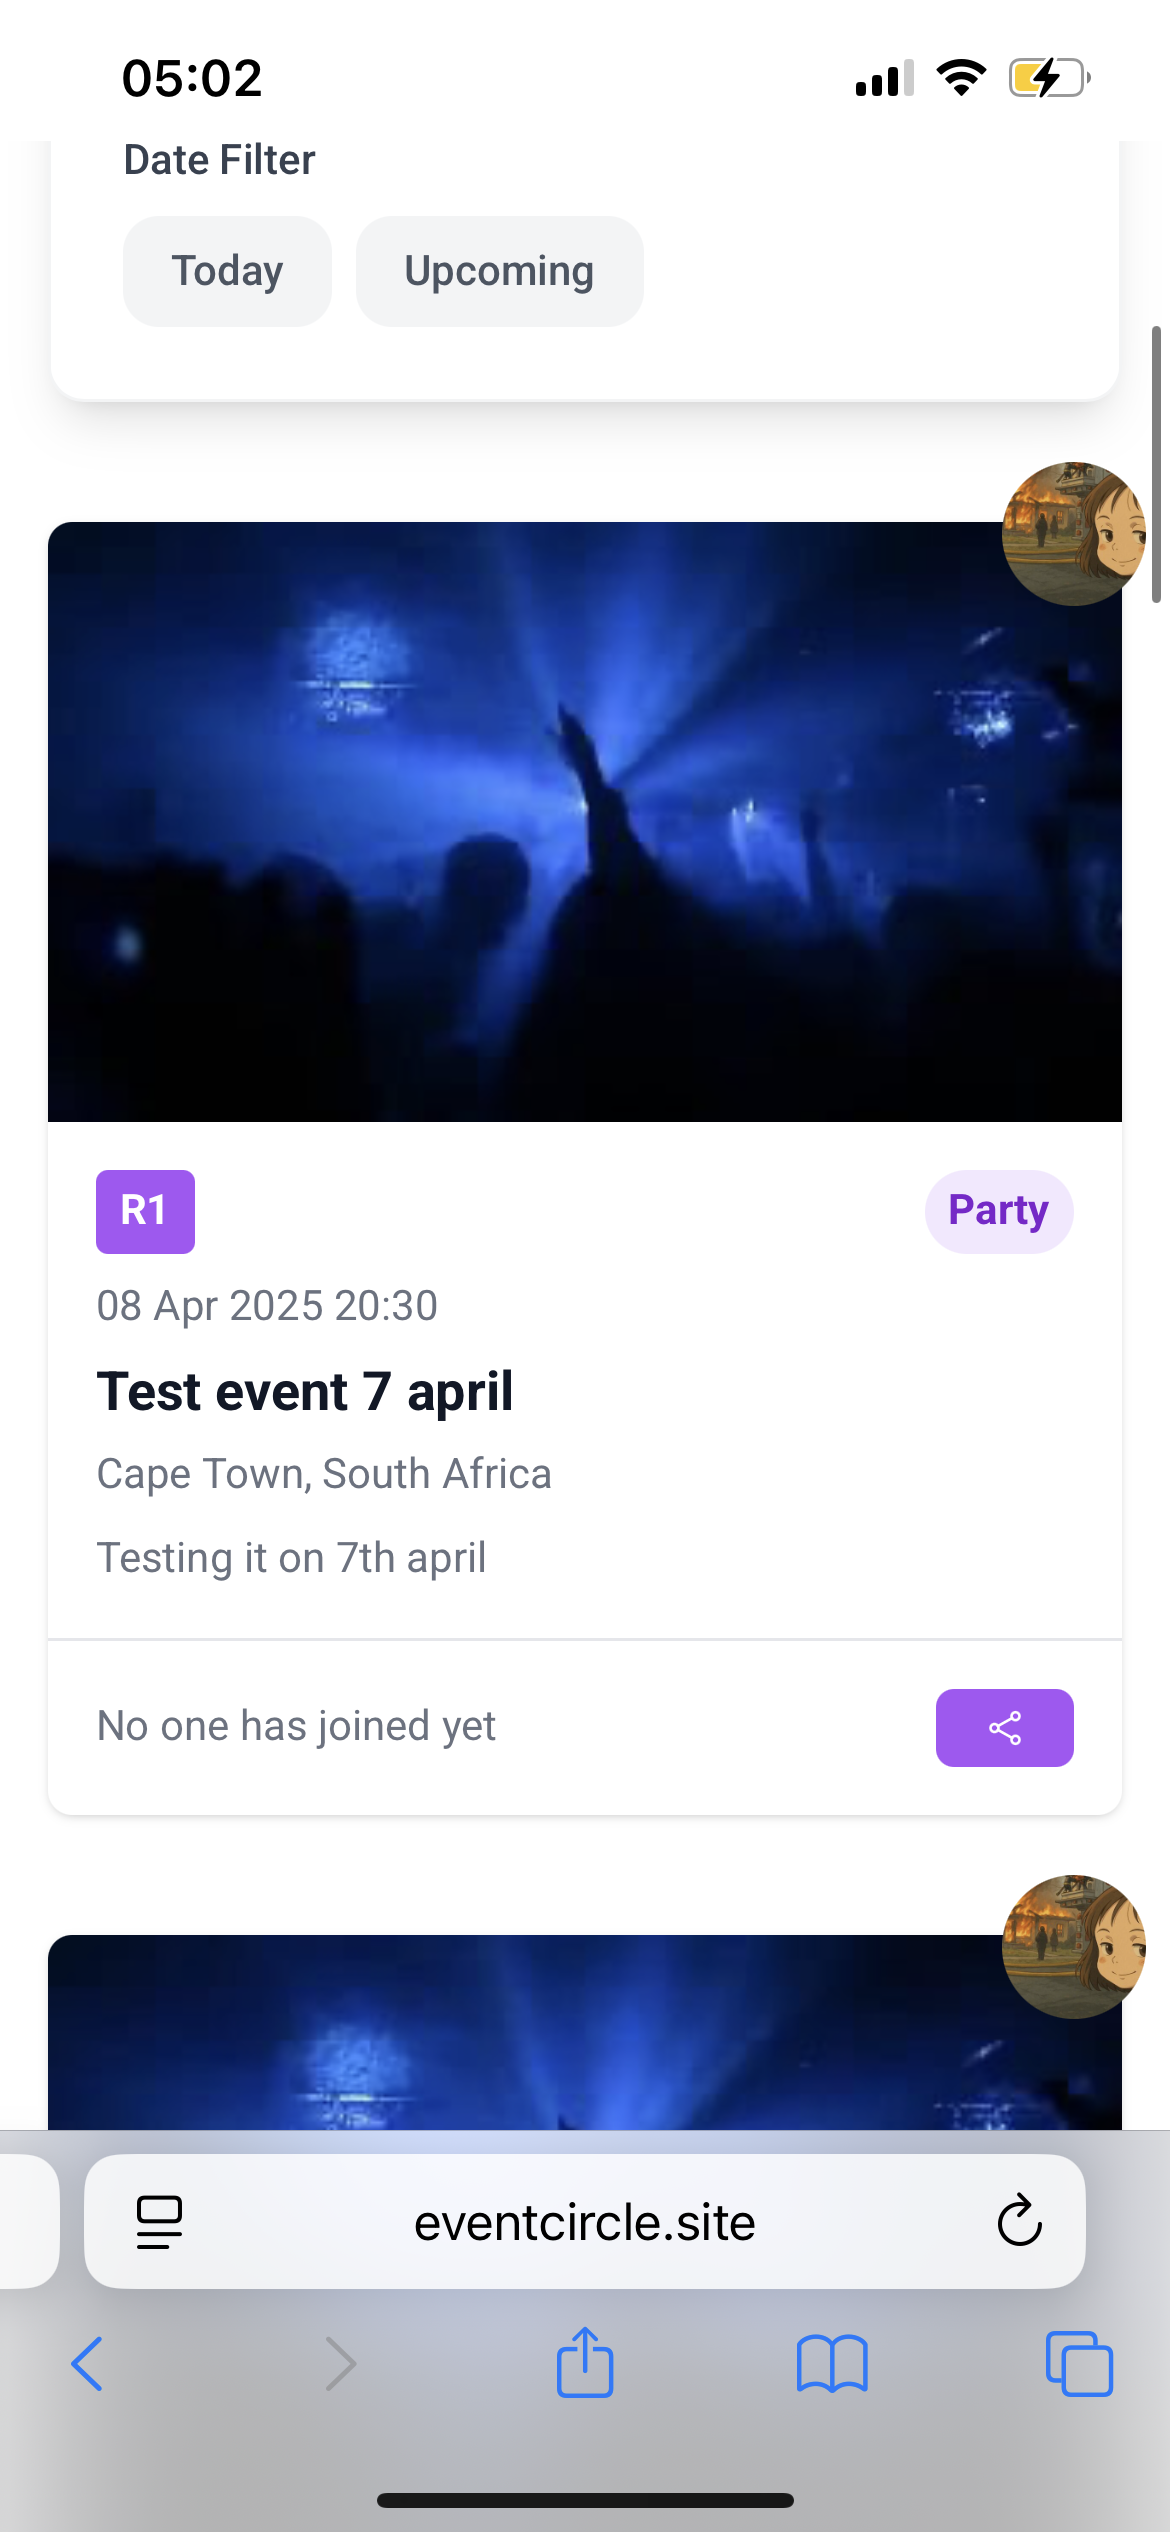 05:02
Date Filter
Today
Upcoming
R1
Party
08 Apr 2025 20:30
Test event 7 april
Cape Town, South Africa
Testing it on 7th april
No one has joined yet
eventcircle.site